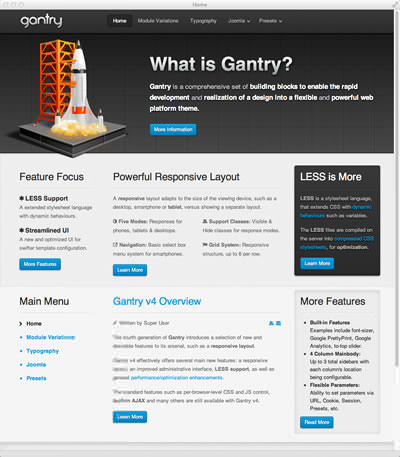 Home
gantry
Home Module Variations Typography Joomla Presets
What is Gantry?
Gantry is a comprehensive set of building blocks to enable the rapid
development and realization of a design into a flexible and powerful web
platform theme.
More Information
Feature Focus
LESS Support
A extended stylesheet language
with dynamic behaviours.
Streamlined UI
A new and optimized UI for
swifter template configuration.
More Features
Powerful Responsive Layout
A responsive layout adapts to the size of the viewing device, such as a
desktop, smartphone or tablet, versus showing a separate layout.
Five Modes: Responses for
phones, tablets & desktops.
Support Classes: Visible &
Hide classes for response modes.
Navigation: Basis select box
menu system for smartphones.
Grid System: Responsive
structure, up to 6 per row.
Learn More
LESS is More
LESS is a stylesheet language,
that extends CSS with dynamic
behaviours such as variables.
The LESS files are compiled on
the server into compressed CSS
stylesheets, for optimization.
Learn More
Main Menu
Home
Module Variations
Typography
Joomla
Presets
Gantry v4 Overview
Written by Super User
The fourth generation of Gantry introduces a selection of new and
desirable features to its arsenal, such as a responsive layout.
Gantry v4 effectively offers several main new features: a responsive
layout, an improved administrative interface, LESS support, as well as
general performance/optimization enhancements.
The standard features such as per-browser-level CSS and JS control,
built-in AJAX and many others are still available with Gantry v4.
Learn More
More Features
Built-in Features
Examples include font-sizer,
Google PrettyPrint, Google
Analytics, to-top slider.
4 Column Mainbody:
Up to 3 total sidebars with
each column's location
being configurable.
Flexible Parameters:
Ability to set parameters via
URL, Cookie, Session,
Presets, etc.
Read More